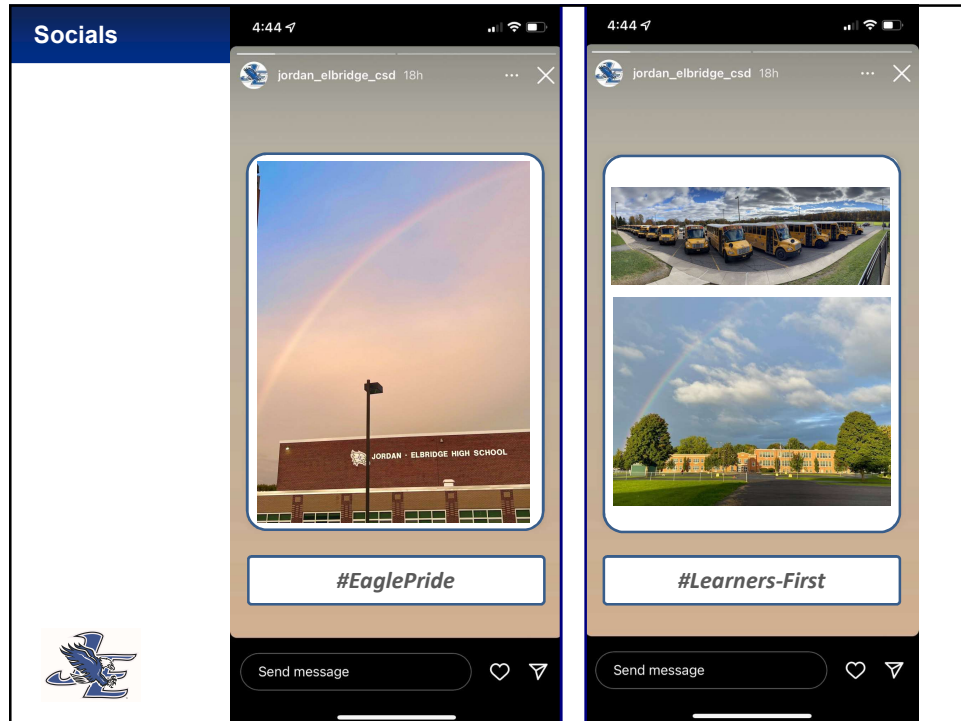 Socials
4:44
jordan_elbridge_csd 18h
JORDAN · ELBRIDGE HIGH SCHOOL
#EaglePride
Send message
4:44
jordan_elbridge_csd 18h
#Learners-First
Send message